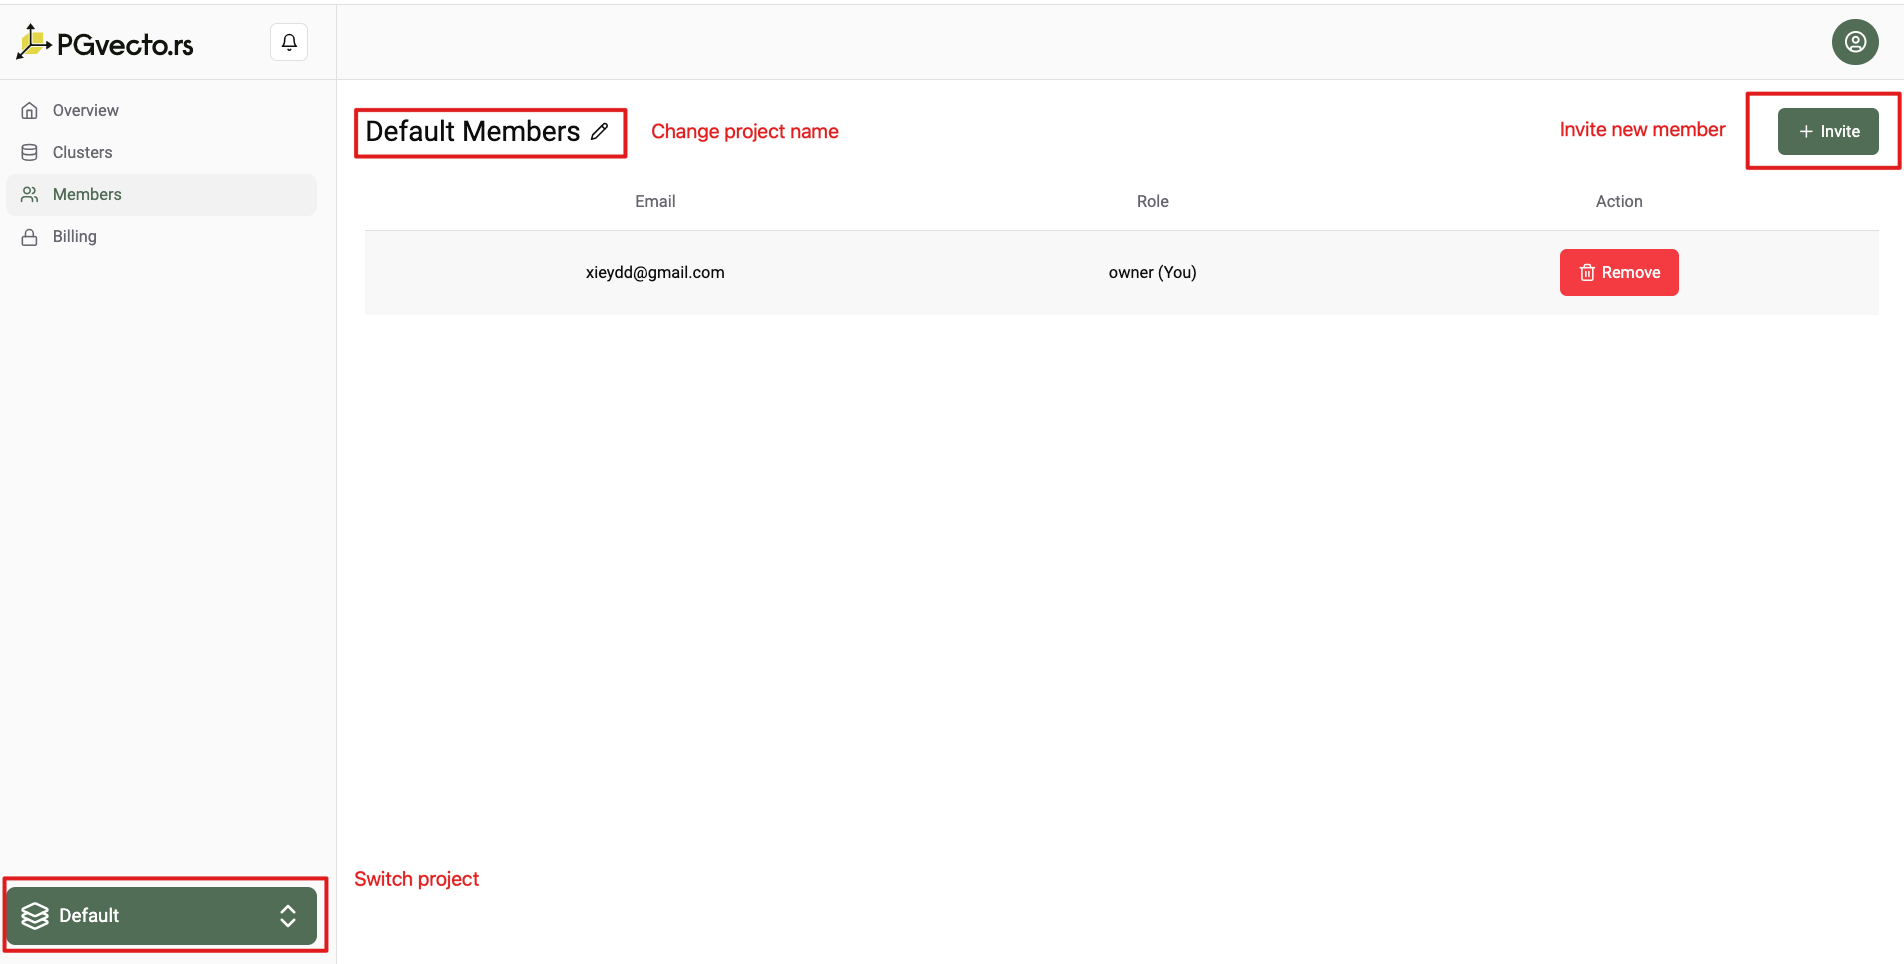 PGvecto.rs
Overview
Clusters
Members
Billing
Default Members
Change project name
Invite new member
Invite
Email Role Action
xieydd@gmail.com owner (You) Remove
Switch project
Default